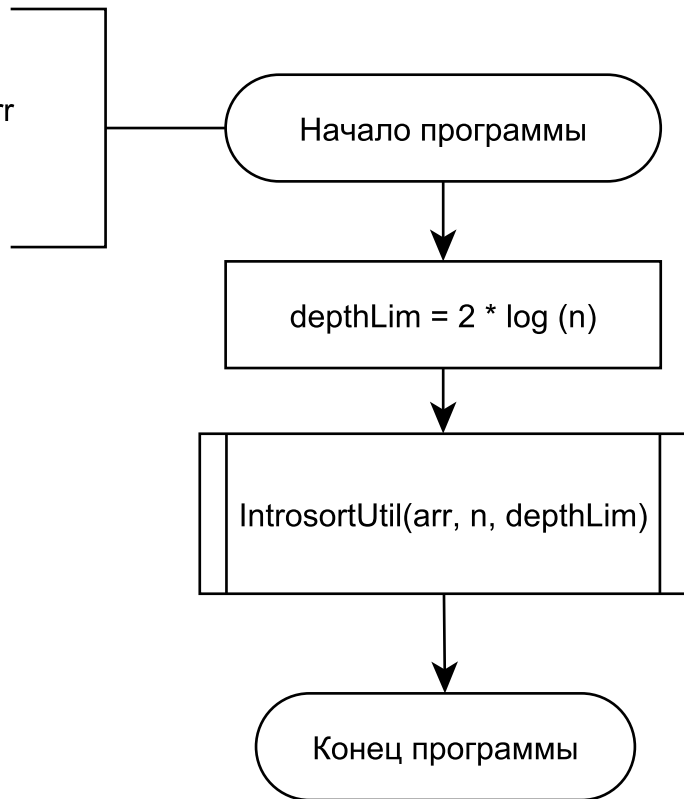 Начало программы
depthLim = 2 * log (n)
IntrosortUtil(arr, n, depthLim)
Конец программы